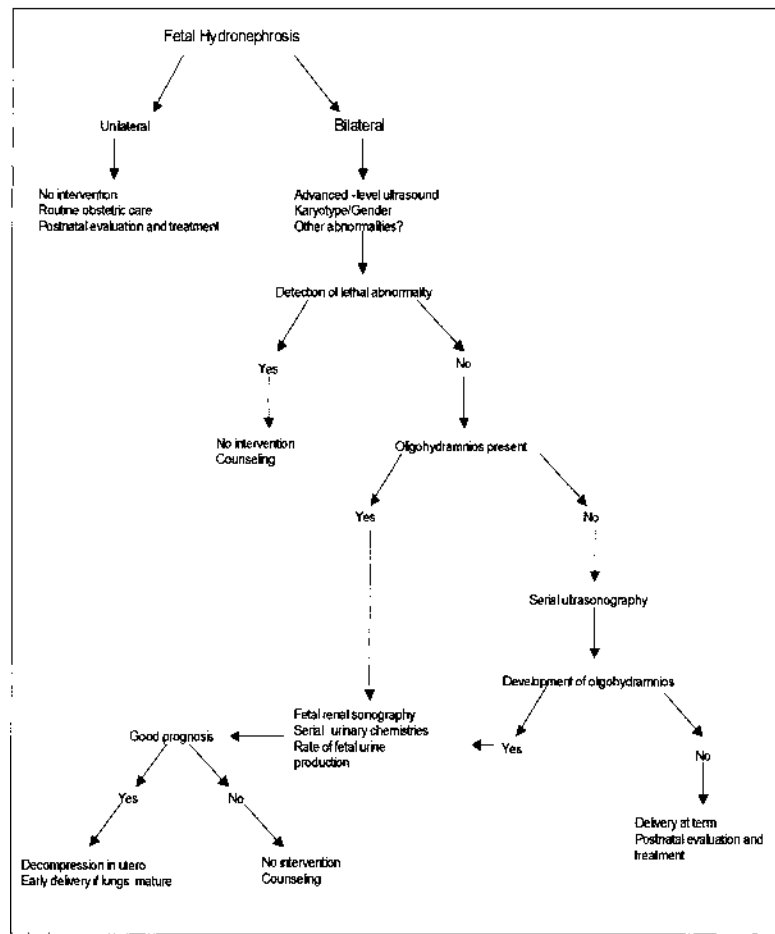 Fetal Hydronephrosis
Unilateral
Bilateral
No intervention
Routine obstetric care
Postnatal evaluation and treatment
Advanced -level ultrasound
Karyotype/Gender
Other abnormalities?
Detection of lethal abnormality
Yes
No
No intervention
Counseling
Oligohydramnios present
Yes
No
Serial ultrasonography
Development of oligohydramnios
Fetal renal sonography
Serial urinary chemistries
Rate of fetal urine
production
Good prognosis
Yes
No
Yes
No
Decompression in utero
Early delivery if lungs mature
No intervention
Counseling
Delivery at term
Postnatal evaluation and
treatment